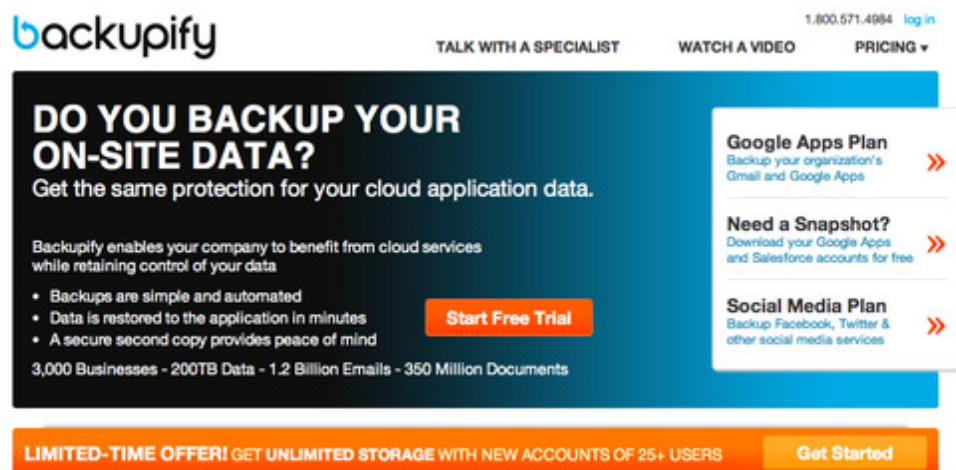 backupify
1.800.571.4984 log in
TALK WITH A SPECIALIST WATCH A VIDEO PRICING
DO YOU BACKUP YOUR
ON-SITE DATA?
Get the same protection for your cloud application data.
Backupify enables your company to benefit from cloud services
while retaining control of your data
• Backups are simple and automated
• Data is restored to the application in minutes
• A secure second copy provides peace of mind
Start Free Trial
3,000 Businesses - 200TB Data - 1.2 Billion Emails - 350 Million Documents
Google Apps Plan
Backup your organization's
Gmail and Google Apps
Need a Snapshot?
Download your Google Apps
and Salesforce accounts for free
Social Media Plan
Backup Facebook, Twitter &
other social media services
LIMITED-TIME OFFER! GET UNLIMITED STORAGE WITH NEW ACCOUNTS OF 25+ USERS
Get Started